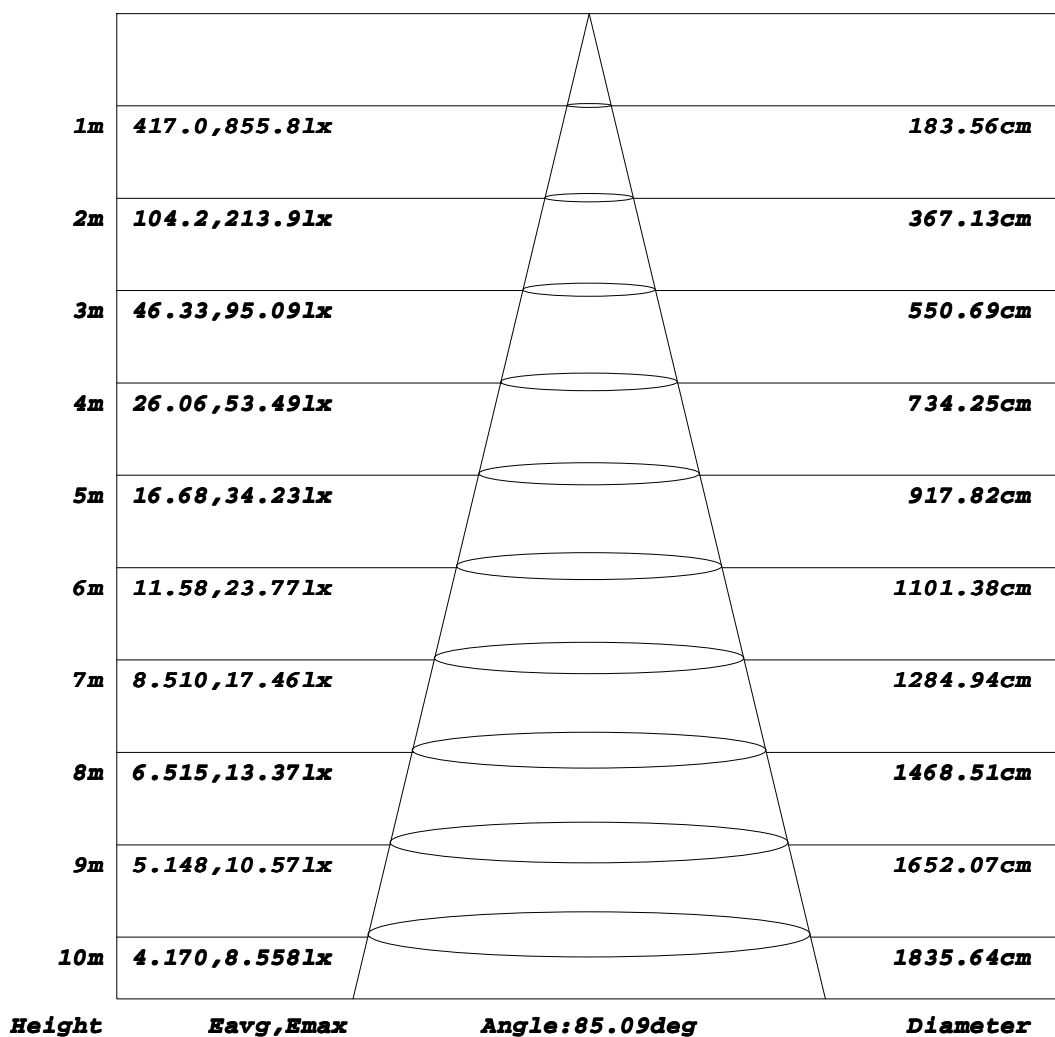 1m 417.0,855.8lx 183.56cm
2m 104.2,213.9lx 367.13cm
3m 46.33,95.09lx 550.69cm
4m 26.06,53.49lx 734.25cm
5m 16.68,34.23lx 917.82cm
6m 11.58,23.77lx 1101.38cm
7m 8.510,17.46lx 1284.94cm
8m 6.515,13.37lx 1468.51cm
9m 5.148,10.57lx 1652.07cm
10m 4.170,8.558lx 1835.64cm
Height Eavg,Emax Angle:85.09deg Diameter